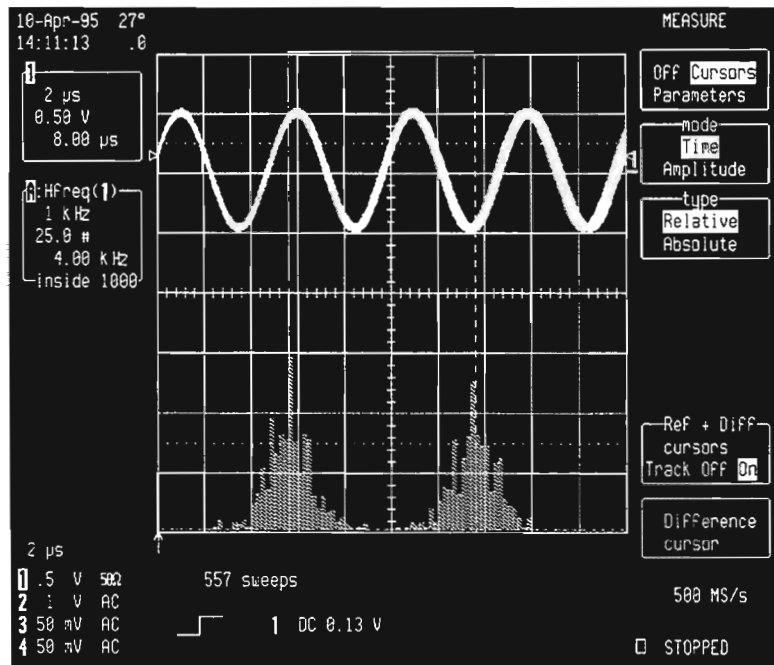 10-Apr-95 27°
14:11:13 .0
MEASURE
1
2 µs
0.50 V
8.00 µs
A:Hfreq(1)
1 kHz
25.0 #
4.00 kHz
inside 1000
Off Cursors
Parameters
mode
Time
Amplitude
type
Relative
Absolute
1
Ref + Diff
cursors
Track Off On
Difference
cursor
2 µs
1 .5 V 50Ω
2 1 V AC
3 50 mV AC
4 50 mV AC
557 sweeps
1 DC 0.13 V
500 MS/s
STOPPED